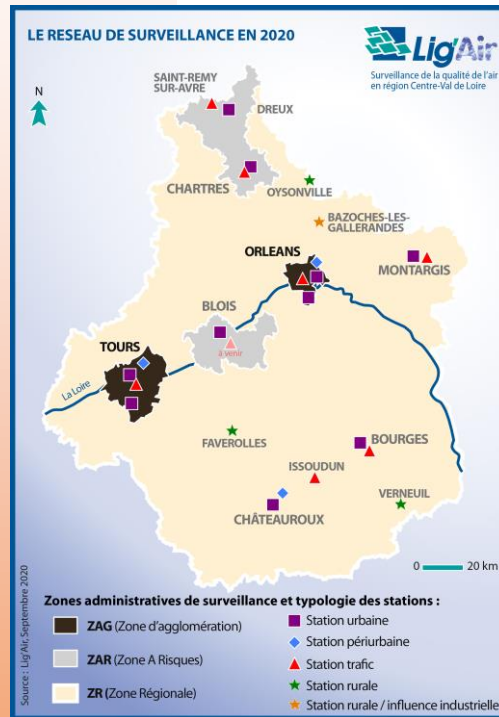 LE RESEAU DE SURVEILLANCE EN 2020
Lig'Air
Surveillance de la qualité de l'air
en région Centre-Val de Loire
N
SAINT-REMY
SUR-AVRE
DREUX
CHARTRES
OYSONVILLE
BAZOCHES-LES-
GALLERANDES
ORLEANS
MONTARGIS
BLOIS
à venir
TOURS
La Loire
FAVEROLLES
BOURGES
ISSOUDUN
VERNEUIL
CHÂTEAUROUX
0 20 km
Zones administratives de surveillance et typologie des stations :
ZAG (Zone d'agglomération)
ZAR (Zone A Risques)
ZR (Zone Régionale)
Station urbaine
Station périurbaine
Station trafic
Station rurale
Station rurale / influence industrielle
Source : Lig'Air, Septembre 2020